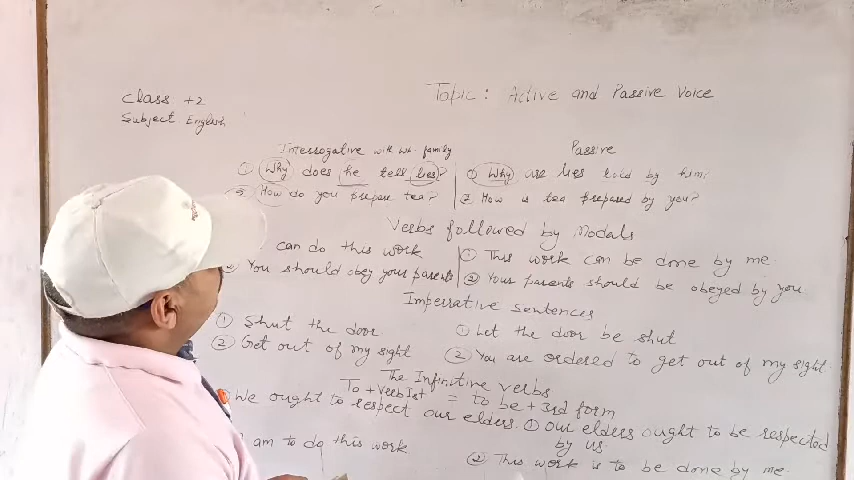 Topic: Active and Passive Voice
Class +2
Subject English
Interrogative with wh. family
Passive
① Why does he tell lies?
① Why are lies told by him?
② How do you prepare tea?
② How is tea prepared by you?
Verbs followed by Modals
can do this work
① This work can be done by me.
② You should obey your parents
② Your parents should be obeyed by you.
Imperrative Sentences
① Shut the door
① Let the door be shut
② Get out of my sight
② You are ordered to get out of my sight.
The Infinitive verbs
To + Verb Ist = to be + 3rd form
① We ought to respect our elders.
① our elders ought to be respected by us.
am to do this work.
② This work is to be done by me.